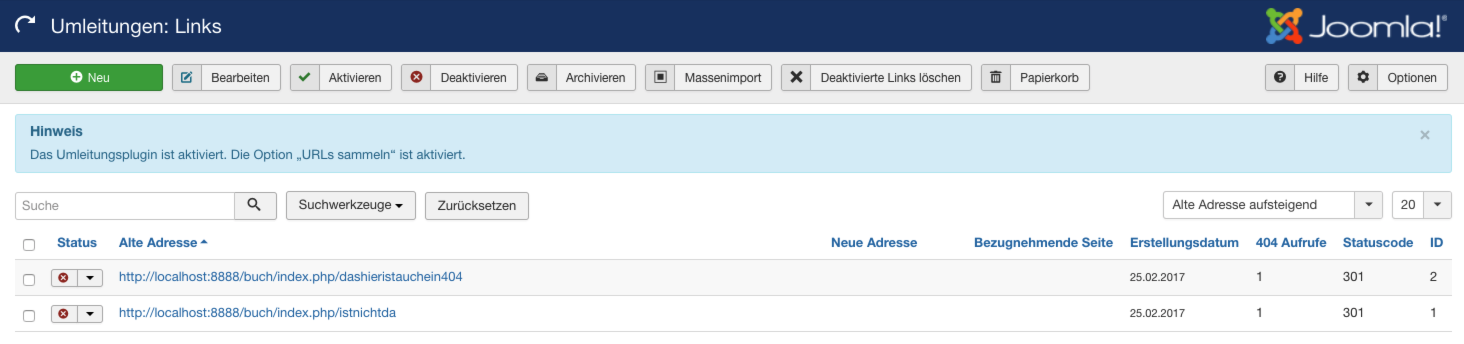 Umleitungen: Links
Joomla!®
Neu Bearbeiten Aktivieren Deaktivieren Archivieren Massenimport Deaktivierte Links löschen Papierkorb Hilfe Optionen
Hinweis
Das Umleitungsplugin ist aktiviert. Die Option „URLs sammeln“ ist aktiviert.
Suche Suchwerkzeuge Zurücksetzen Alte Adresse aufsteigend 20
Status Alte Adresse Neue Adresse Bezugnehmende Seite Erstellungsdatum 404 Aufrufe Statuscode ID
http://localhost:8888/buch/index.php/dashieristauchein404 25.02.2017 1 301 2
http://localhost:8888/buch/index.php/istnichtda 25.02.2017 1 301 1